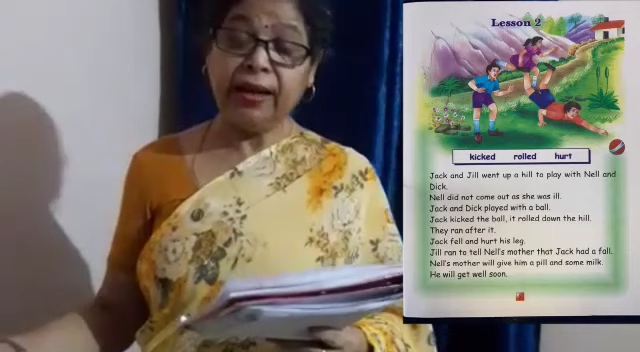 Lesson 2
kicked rolled hurt
Jack and Jill went up a hill to play with Nell and
Dick.
Nell did not come out as she was ill.
Jack and Dick played with a ball.
Jack kicked the ball, it rolled down the hill.
They ran after it.
Jack fell and hurt his leg.
Jill ran to tell Nell's mother that Jack had a fall.
Nell's mother will give him a pill and some milk.
He will get well soon.